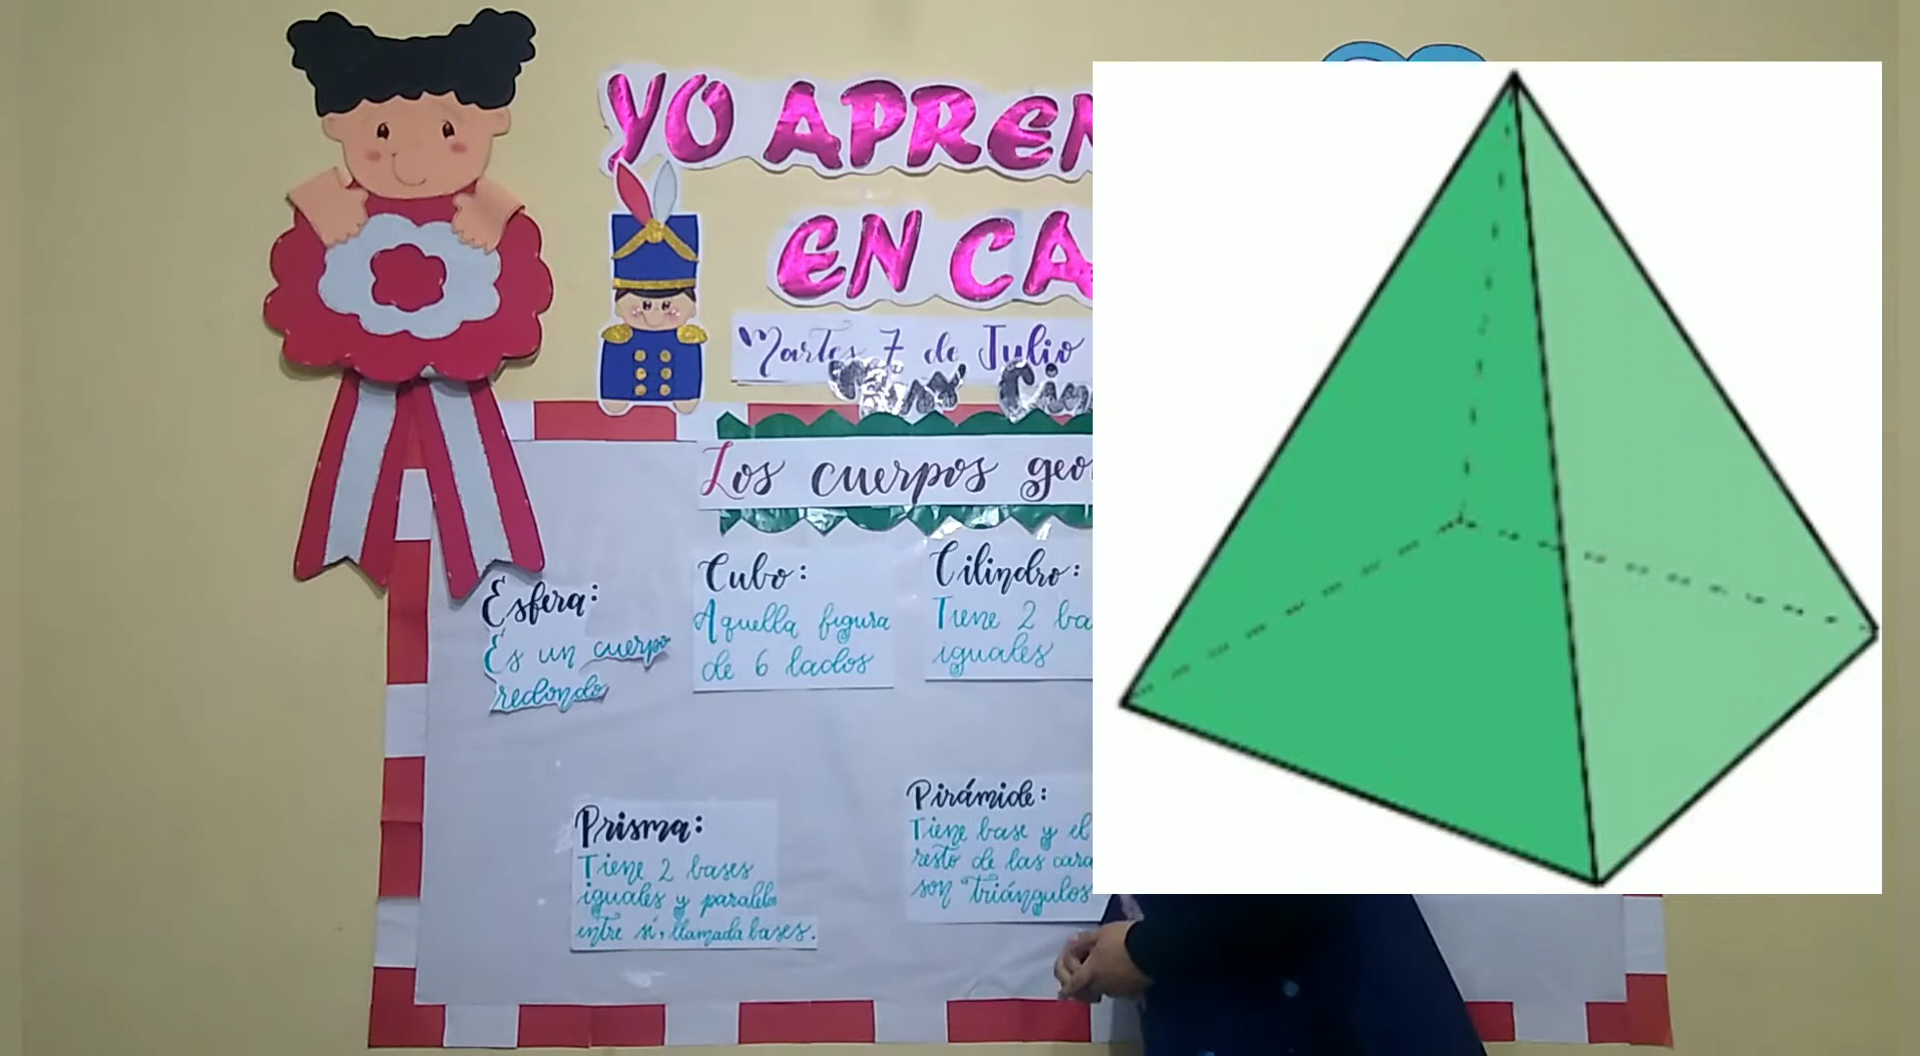 YO APREN
EN CA
Martes 7 de Julio
Los cuerpos geo
Esfera:
Es un cuerpo
redondo
Cubo:
Aquella figura
de 6 lados
Cilindro:
Tiene 2 ba
iguales
Prisma:
Tiene 2 bases
iguales y paralelas
entre sí, llamada bases.
Pirámide:
Tiene base y el
resto de las cara
son triángulos